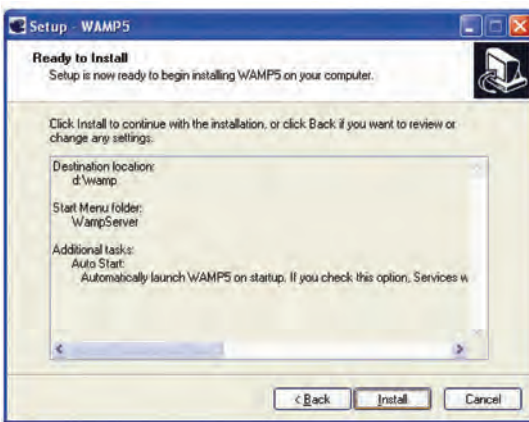 Setup - WAMP5
Ready to Install
Setup is now ready to begin installing WAMP5 on your computer.
Click Install to continue with the installation, or click Back if you want to review or
change any settings.
Destination location:
d:\wamp
Start Menu folder:
WampServer
Additional tasks:
Auto Start:
Automatically launch WAMP5 on startup. If you check this option, Services w
< Back
Install
Cancel